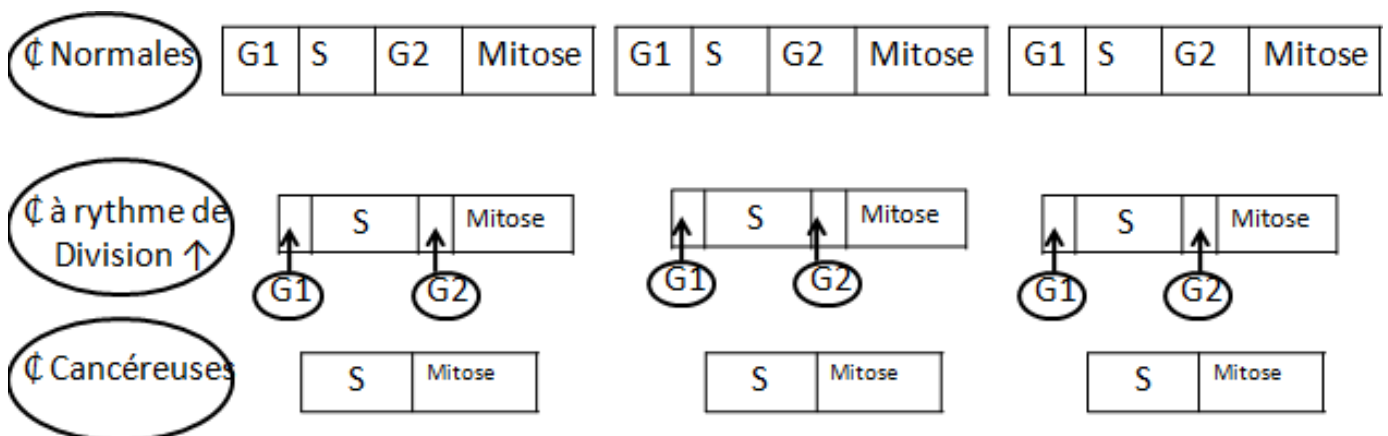 ₵ Normales
G1 S G2 Mitose
G1 S G2 Mitose
G1 S G2 Mitose
₵ à rythme de
Division ↑
S Mitose
G1 G2
S Mitose
G1 G2
S Mitose
G1 G2
₵ Cancéreuses
S Mitose
S Mitose
S Mitose